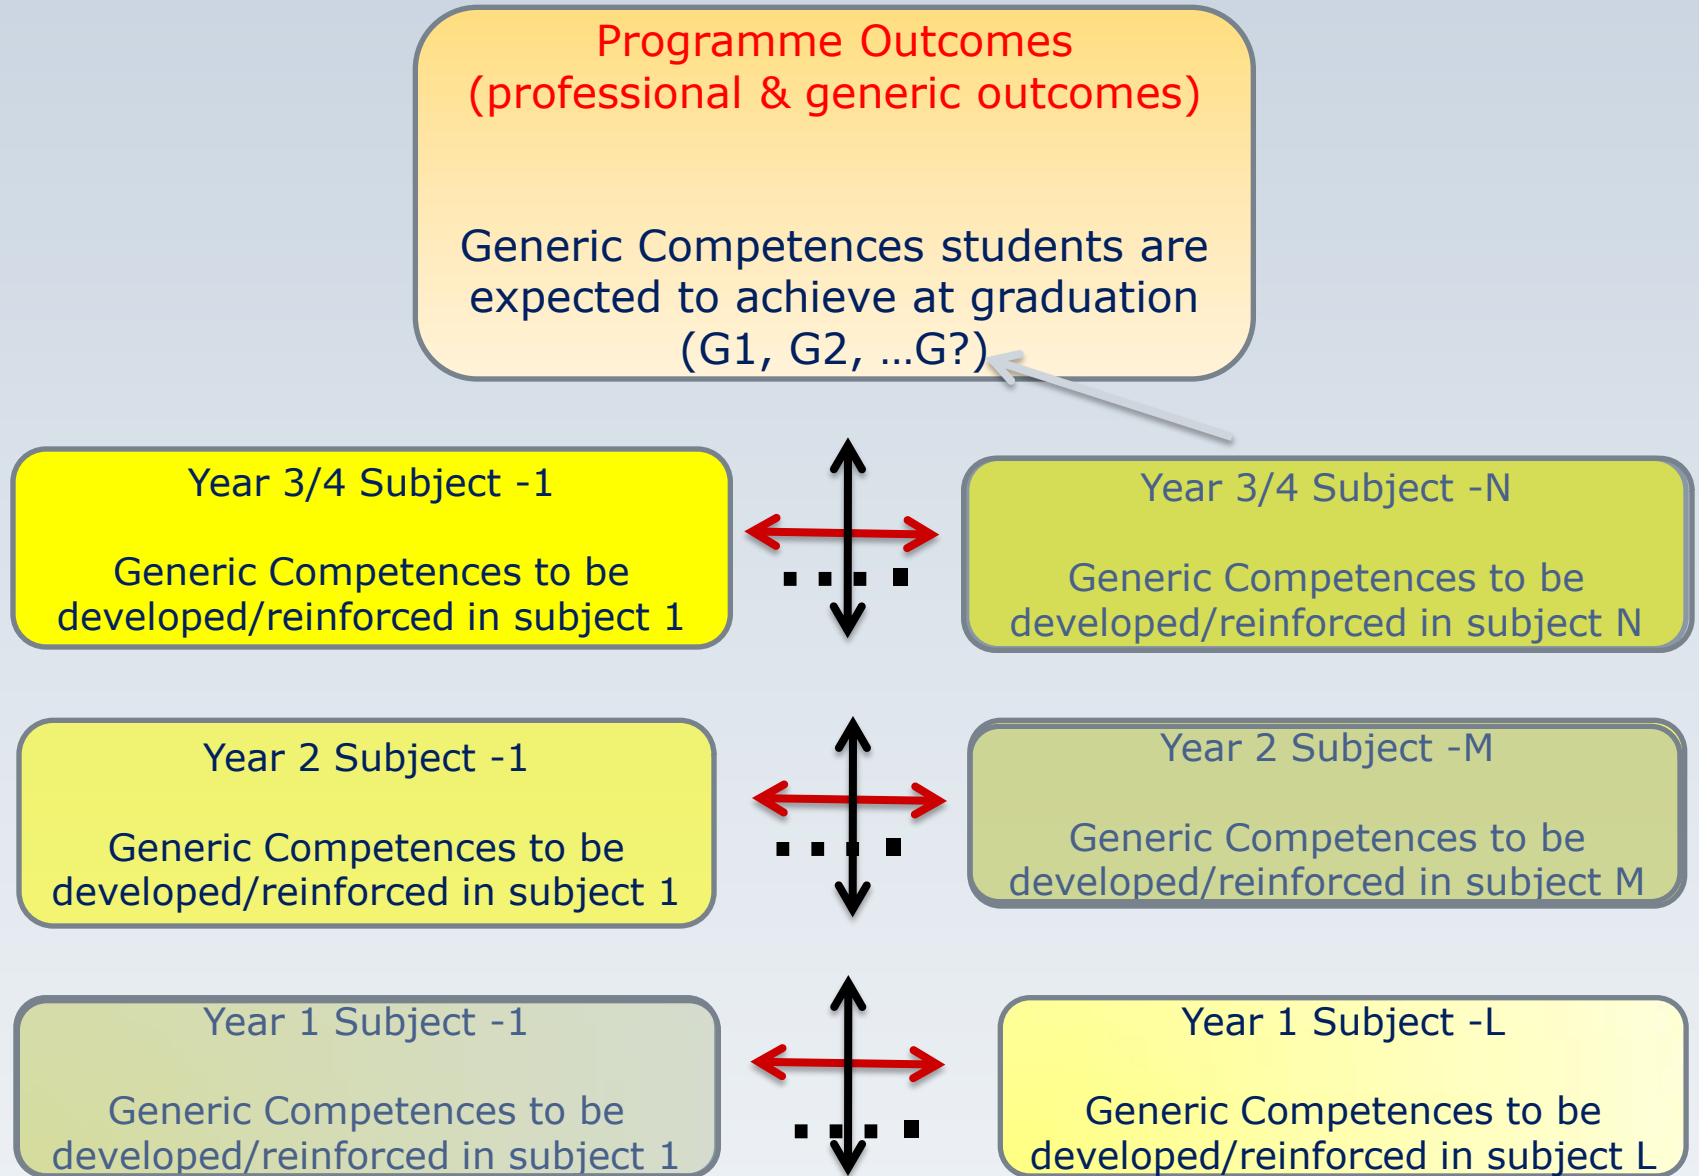 Programme Outcomes
(professional & generic outcomes)
Generic Competences students are
expected to achieve at graduation
(G1, G2, ...G?)
Year 3/4 Subject -1
Generic Competences to be
developed/reinforced in subject 1
Year 3/4 Subject -N
Generic Competences to be
developed/reinforced in subject N
Year 2 Subject -1
Generic Competences to be
developed/reinforced in subject 1
Year 2 Subject -M
Generic Competences to be
developed/reinforced in subject M
Year 1 Subject -1
Generic Competences to be
developed/reinforced in subject 1
Year 1 Subject -L
Generic Competences to be
developed/reinforced in subject L